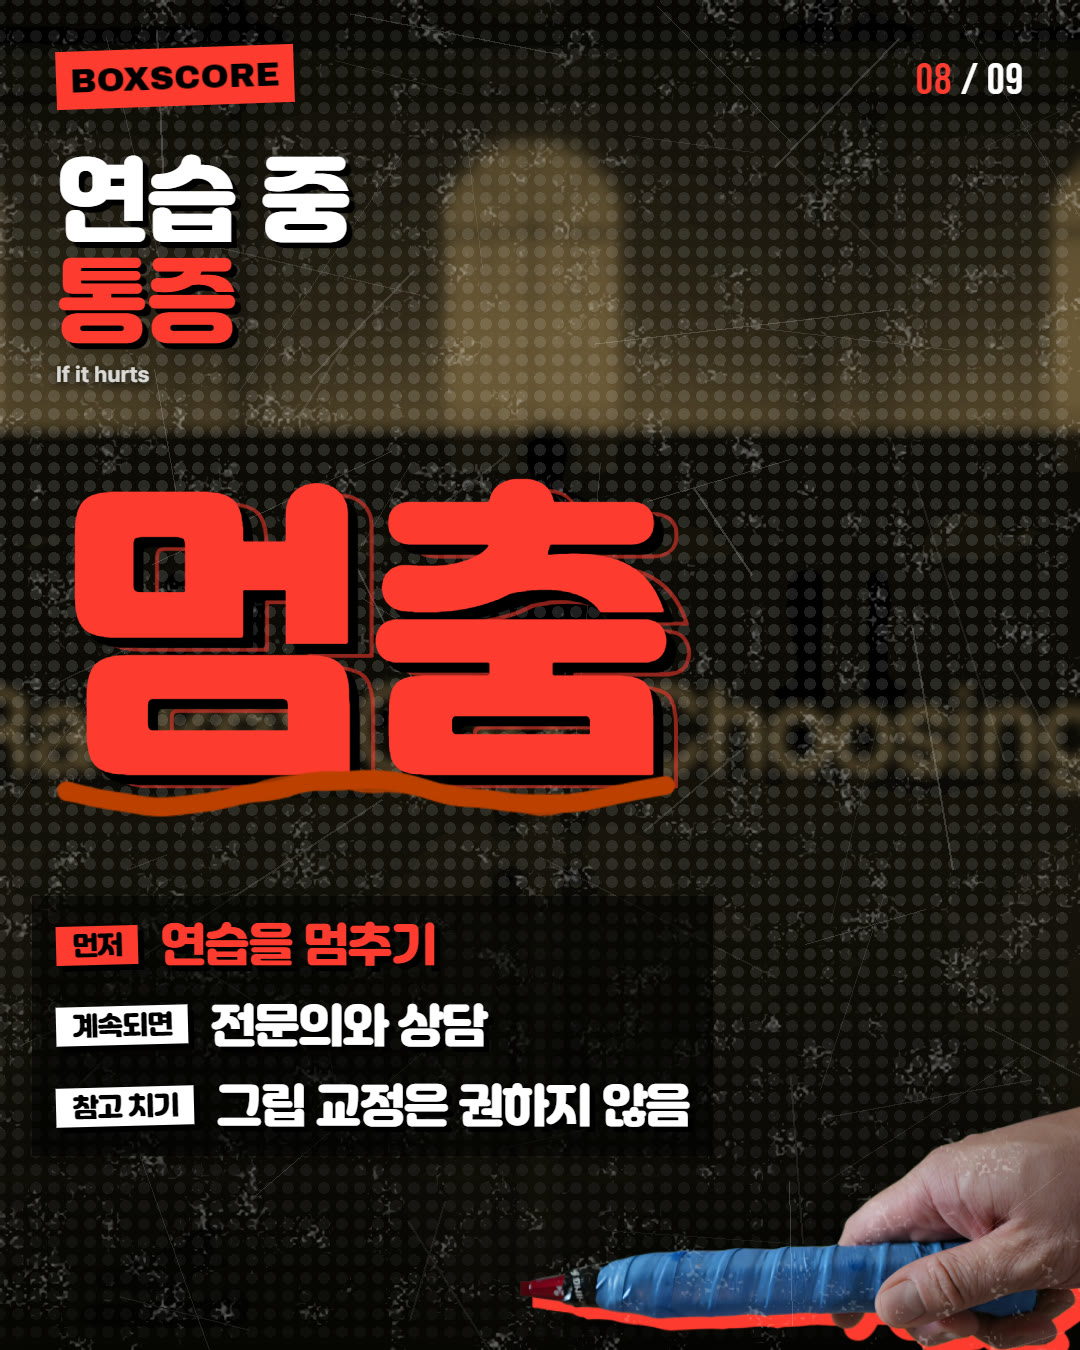 BOXSCORE
08 / 09
연습 중
통증
If it hurts
멈춤
hoosing
먼저 연습을 멈추기
계속되면 전문의와 상담
참고 치기 그립 교정은 권하지 않음